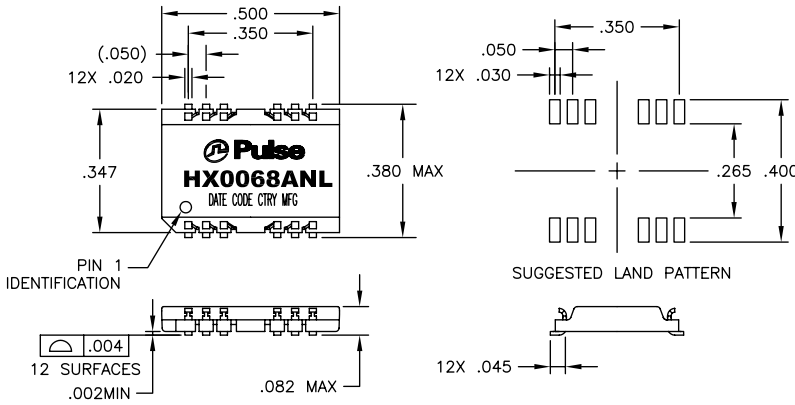 .500
.350
(.050)
12X .020
.347
Pulse
HX0068ANL
DATE CODE CTRY MFG
.380 MAX
PIN 1
IDENTIFICATION
.350
.050
12X .030
.265
.400
SUGGESTED LAND PATTERN
.004
12 SURFACES
.002MIN
.082 MAX
12X .045